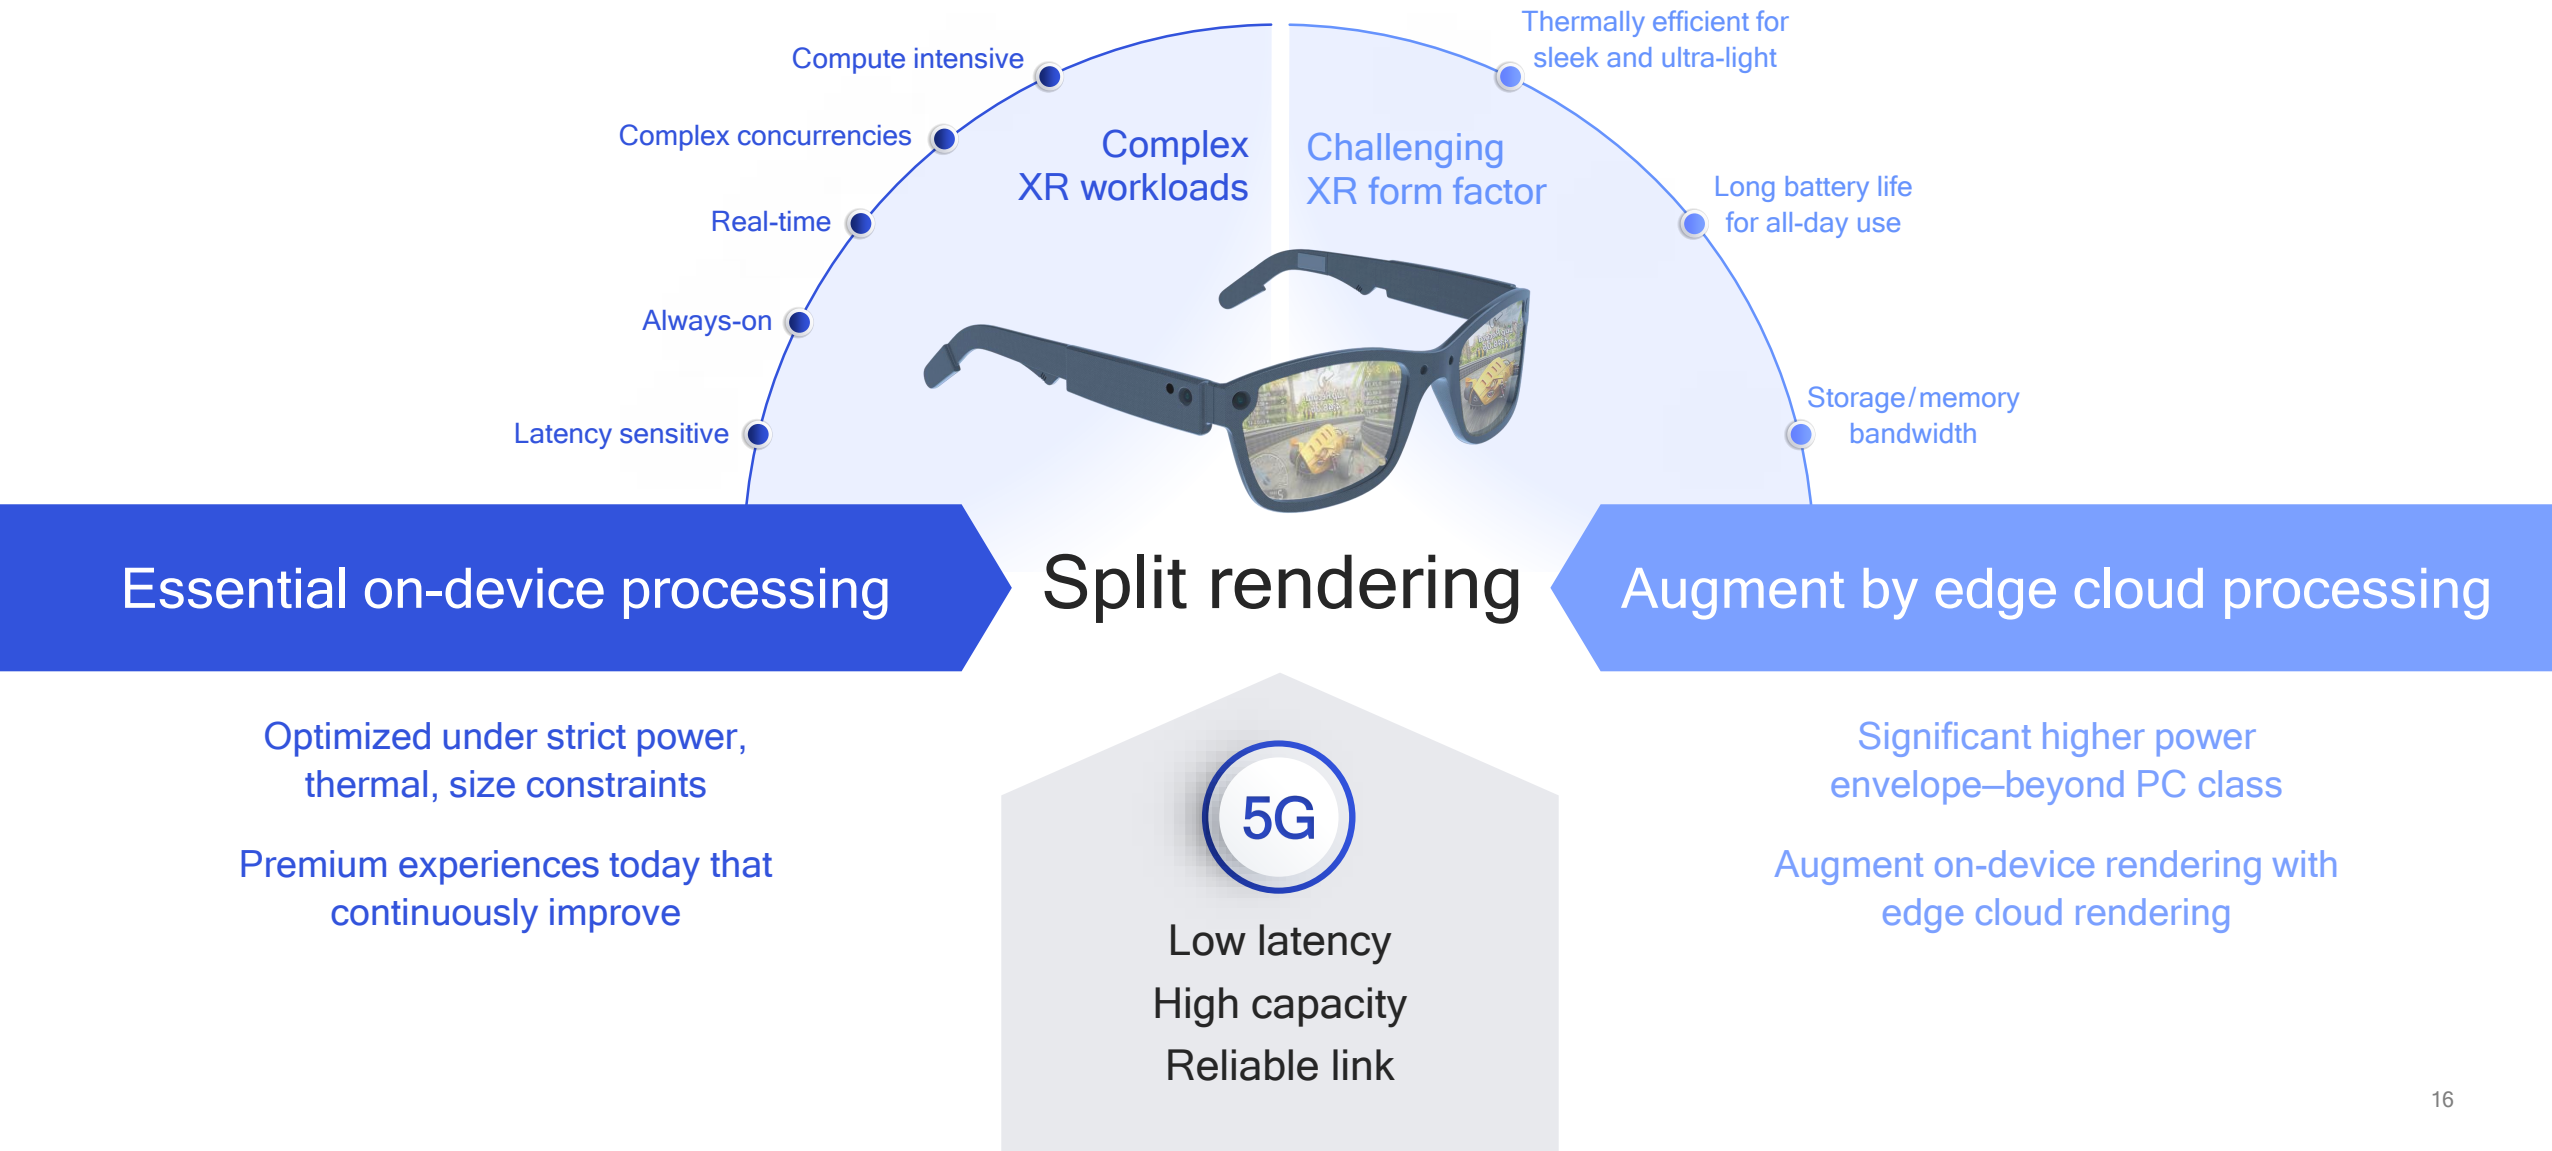 Compute intensive
Complex concurrencies
Real-time
Always-on
Latency sensitive
Complex
XR workloads
Challenging
XR form factor
Thermally efficient for
sleek and ultra-light
Long battery life
for all-day use
Storage/memory
bandwidth
Essential on-device processing
Split rendering
Augment by edge cloud processing
Optimized under strict power,
thermal, size constraints
Premium experiences today that
continuously improve
5G
Low latency
High capacity
Reliable link
Significant higher power
envelope—beyond PC class
Augment on-device rendering with
edge cloud rendering
16